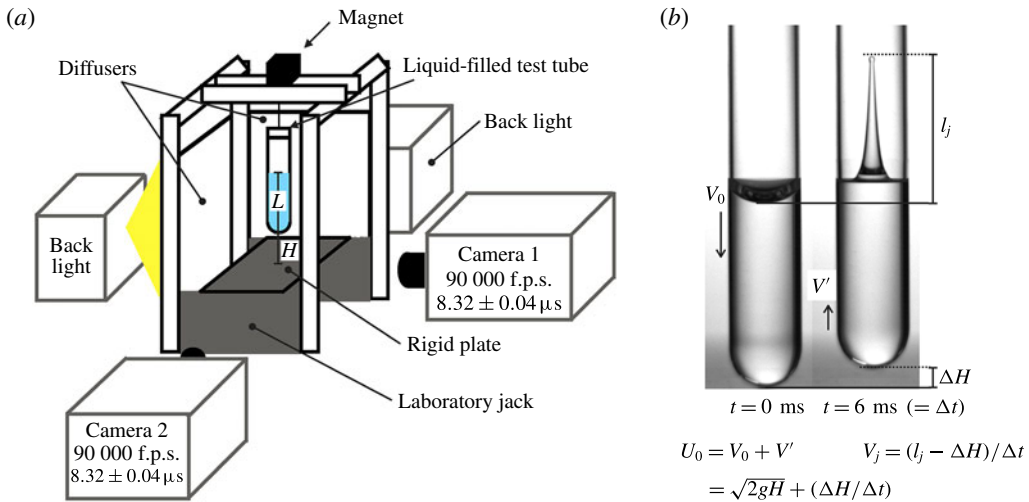 (a)
Magnet
Diffusers
Liquid-filled test tube
Back light
L
H
Back
light
Camera 1
90 000 f.p.s.
8.32 ± 0.04 μs
Rigid plate
Laboratory jack
Camera 2
90 000 f.p.s.
8.32 ± 0.04 μs
(b)
l_j
V_0
V′
ΔH
t = 0 ms t = 6 ms (= Δt)
U_0 = V_0 + V′ V_j = (l_j − ΔH)/Δt
= √2gH + (ΔH/Δt)